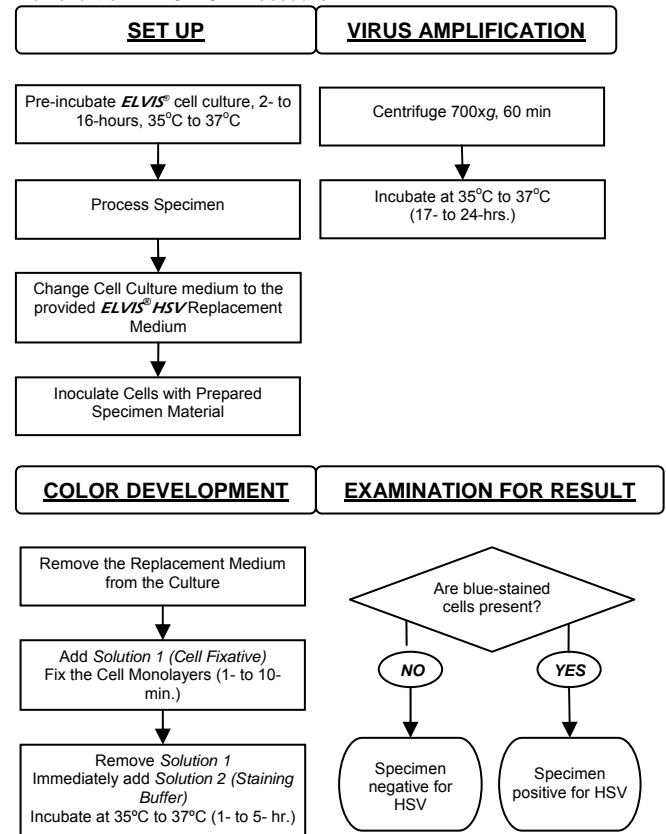 SET UP
Pre-incubate ELVIS® cell culture, 2- to
16-hours, 35°C to 37°C
Process Specimen
Change Cell Culture medium to the
provided ELVIS® HSV Replacement
Medium
Inoculate Cells with Prepared
Specimen Material
VIRUS AMPLIFICATION
Centrifuge 700xg, 60 min
Incubate at 35°C to 37°C
(17- to 24-hrs.)
COLOR DEVELOPMENT
Remove the Replacement Medium
from the Culture
Add Solution 1 (Cell Fixative)
Fix the Cell Monolayers (1- to 10-
min.)
Remove Solution 1
Immediately add Solution 2 (Staining
Buffer)
Incubate at 35ºC to 37ºC (1- to 5- hr.)
EXAMINATION FOR RESULT
Are blue-stained
cells present?
NO
YES
Specimen
negative for
HSV
Specimen
positive for HSV